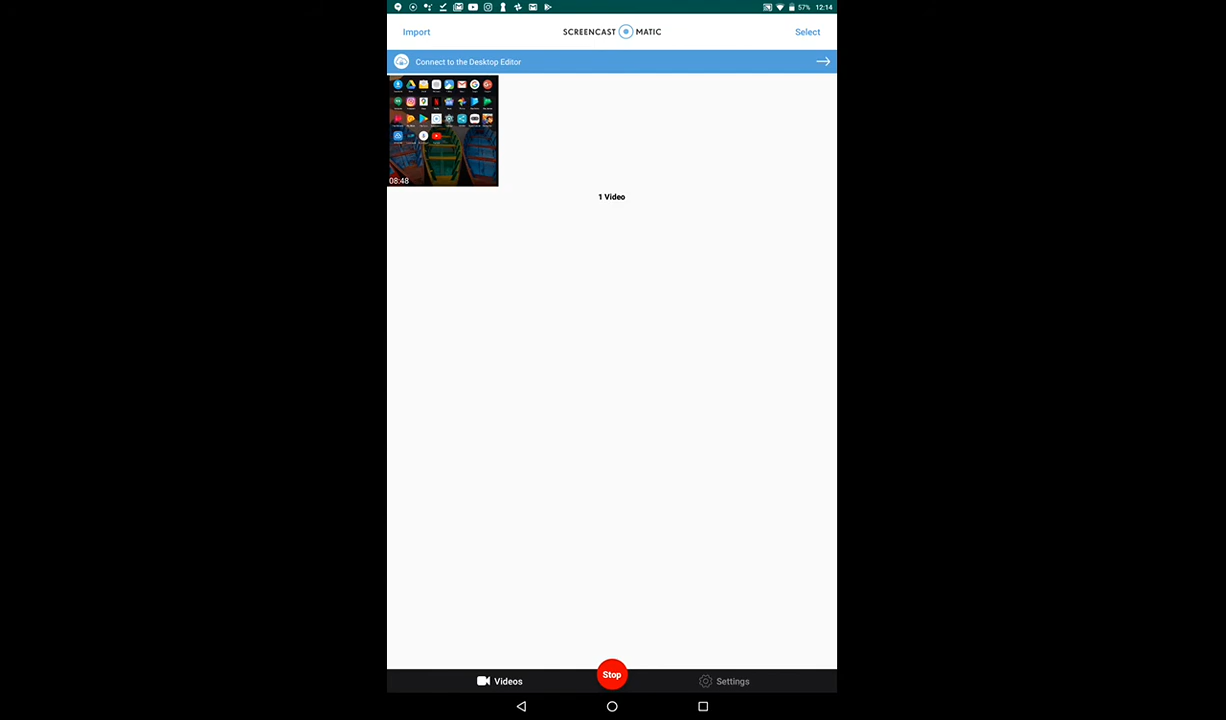 57% 12:14
Import SCREENCAST MATIC Select
Connect to the Desktop Editor
08:48
1 Video
Videos Stop Settings